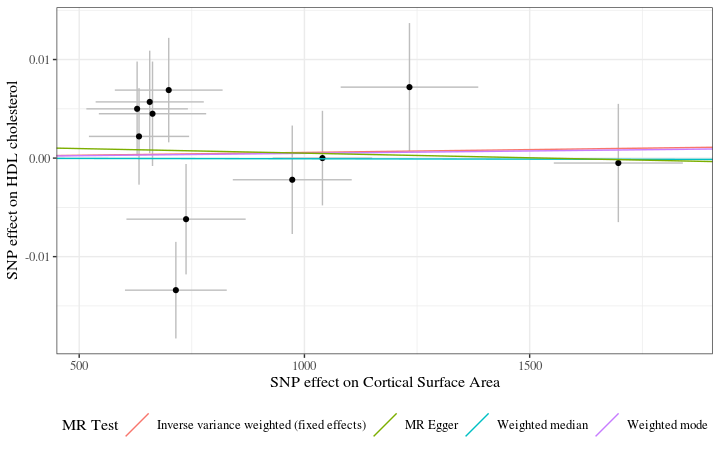 SNP effect on HDL cholesterol
0.01
0.00
-0.01
500
1000
1500
SNP effect on Cortical Surface Area
MR Test
Inverse variance weighted (fixed effects)
MR Egger
Weighted median
Weighted mode